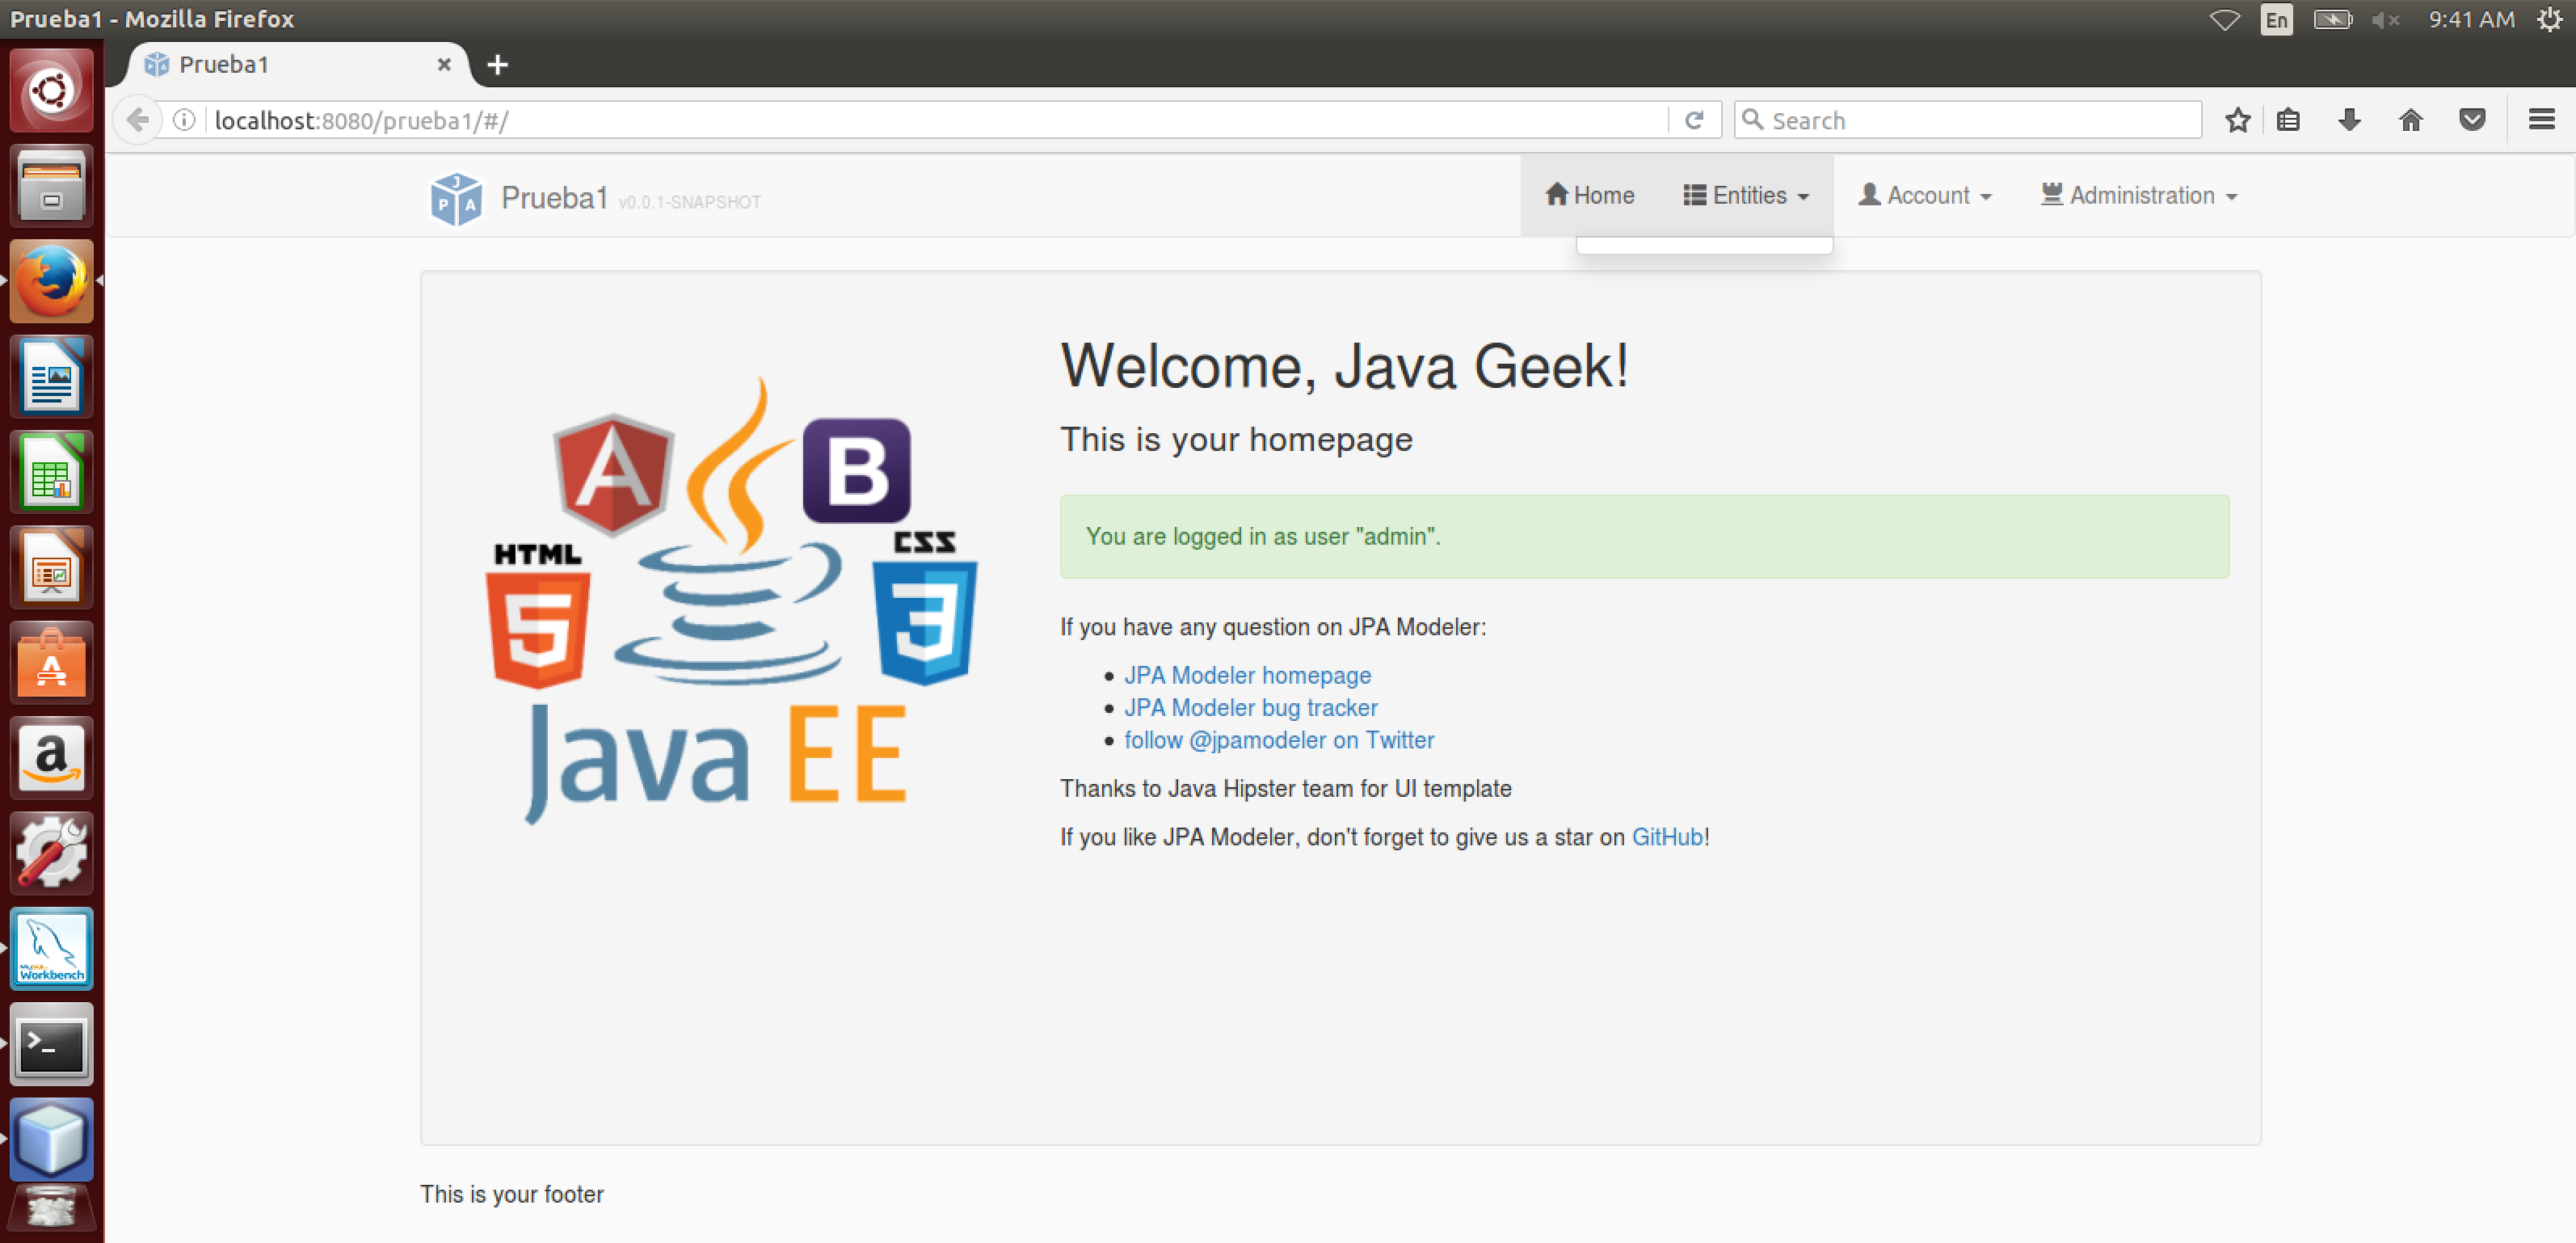 Prueba1 - Mozilla Firefox
En
9:41 AM
Prueba1
localhost:8080/prueba1/#/
Search
J P A
Prueba1 v0.0.1-SNAPSHOT
Home
Entities
Account
Administration
Welcome, Java Geek!
This is your homepage
You are logged in as user "admin".
If you have any question on JPA Modeler:
JPA Modeler homepage
JPA Modeler bug tracker
follow @jpamodeler on Twitter
Thanks to Java Hipster team for UI template
If you like JPA Modeler, don't forget to give us a star on GitHub!
A
B
HTML
5
CSS
3
Java EE
This is your footer
a
MySQL
Workbench
>_